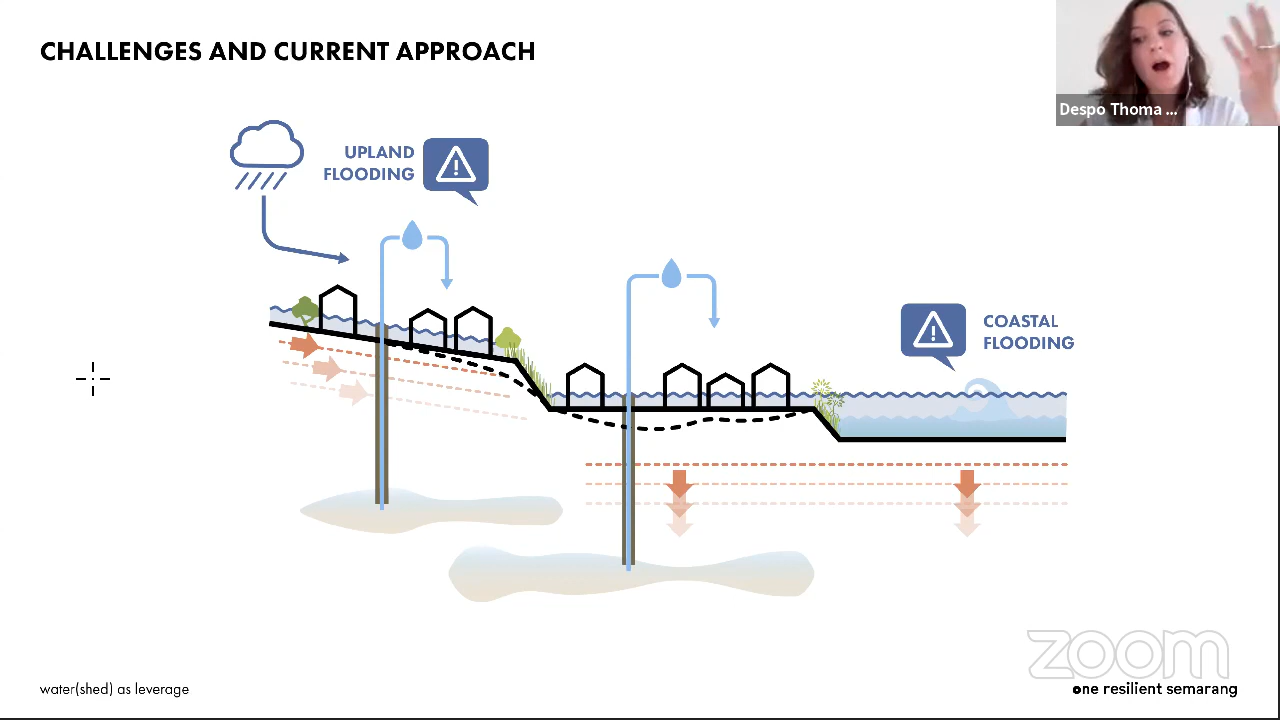 CHALLENGES AND CURRENT APPROACH
Despo Thoma ...
UPLAND
FLOODING
COASTAL
FLOODING
zoom
water(shed) as leverage
one resilient semarang